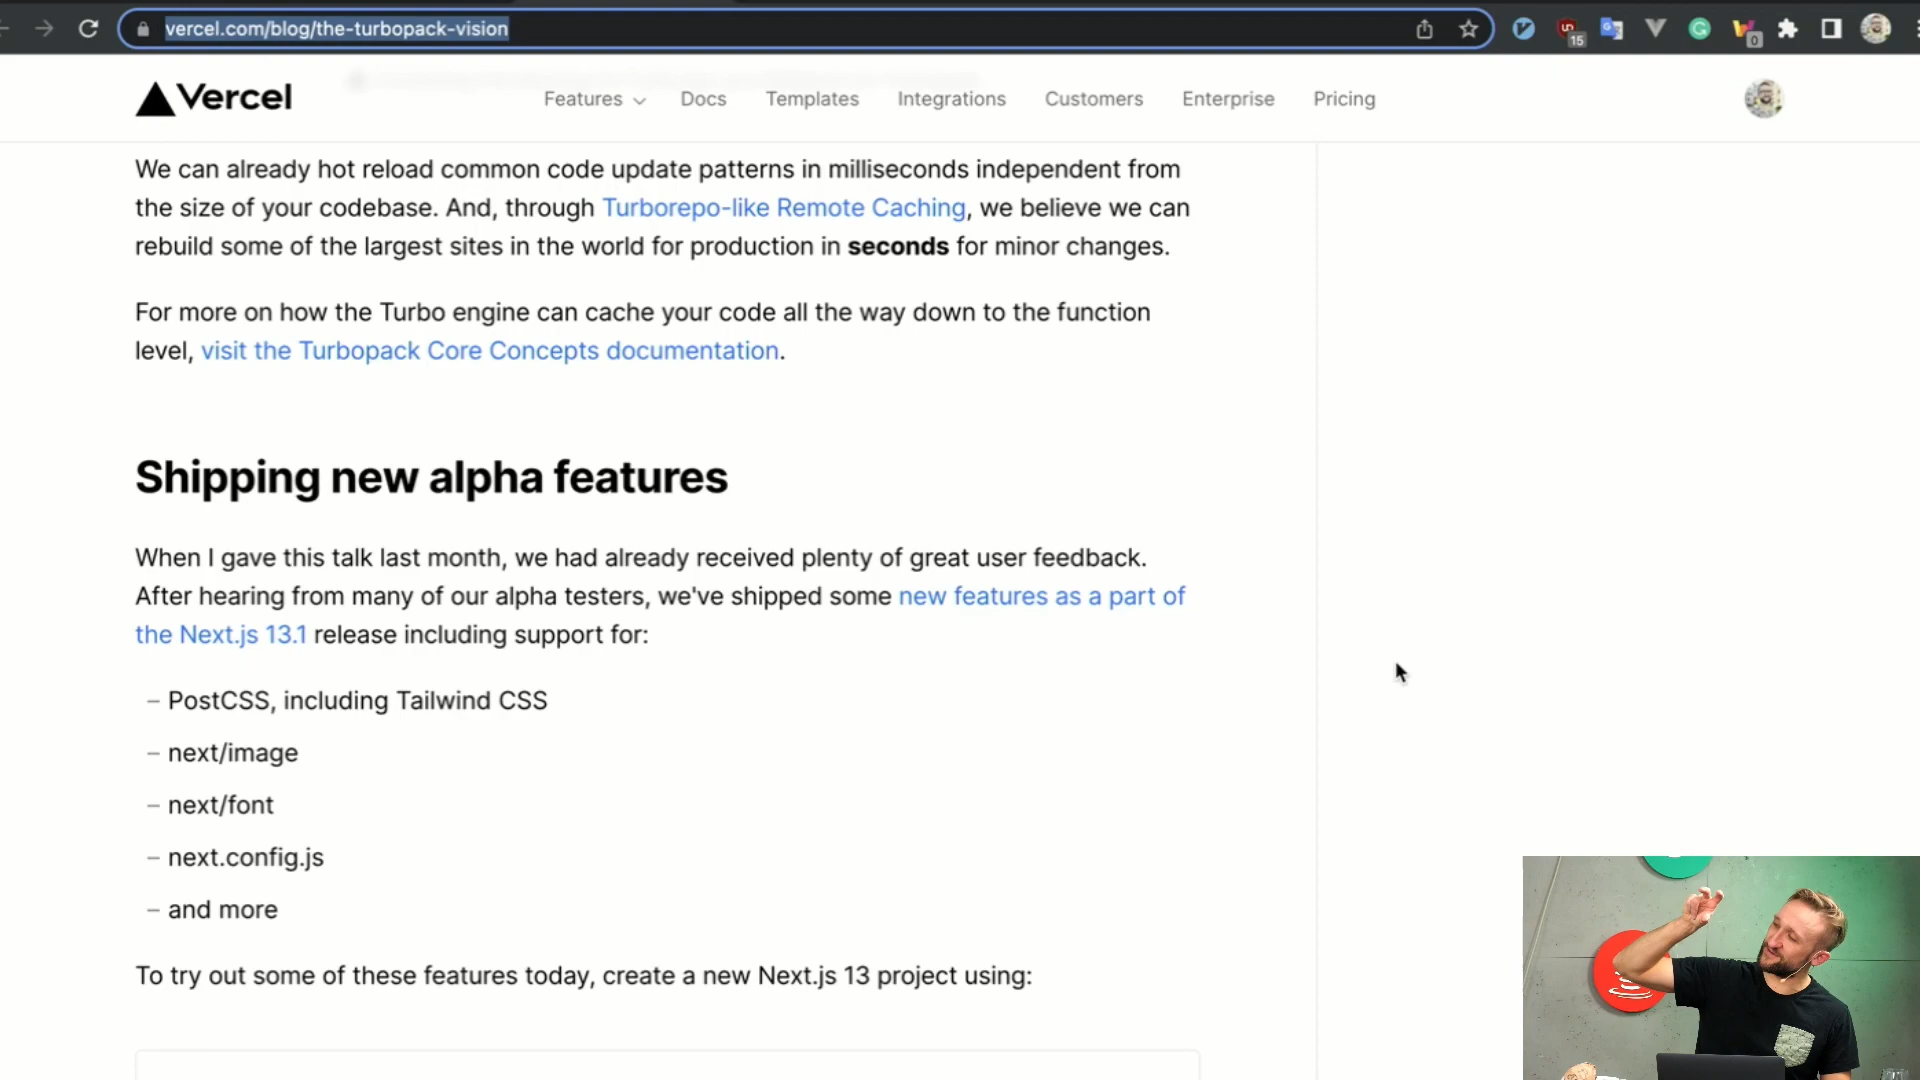 vercel.com/blog/the-turbopack-vision
15
0
Vercel
Features
Docs
Templates
Integrations
Customers
Enterprise
Pricing
We can already hot reload common code update patterns in milliseconds independent from
the size of your codebase. And, through Turborepo-like Remote Caching, we believe we can
rebuild some of the largest sites in the world for production in seconds for minor changes.
For more on how the Turbo engine can cache your code all the way down to the function
level, visit the Turbopack Core Concepts documentation.
Shipping new alpha features
When I gave this talk last month, we had already received plenty of great user feedback.
After hearing from many of our alpha testers, we've shipped some new features as a part of
the Next.js 13.1 release including support for:
– PostCSS, including Tailwind CSS
– next/image
– next/font
– next.config.js
– and more
To try out some of these features today, create a new Next.js 13 project using: